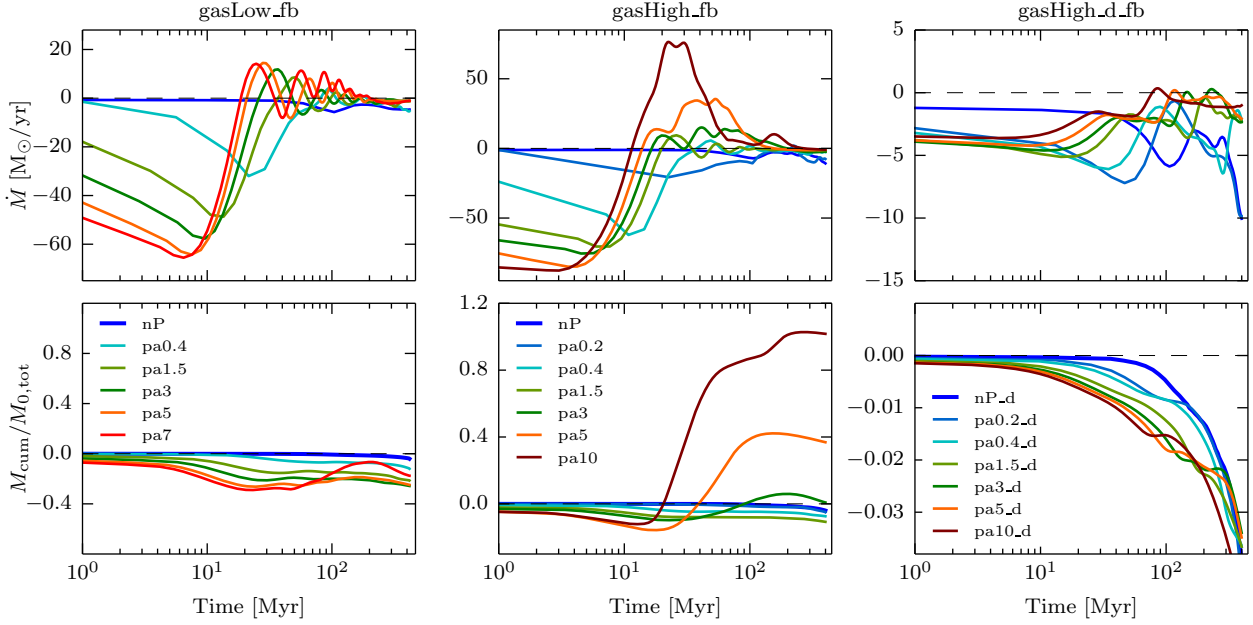 gasLow_fb gasHigh_fb gasHigh_d_fb
Ṁ [M⊙/yr]
20
0
−20
−40
−60
50
0
−50
0
−5
−10
−15
M_cum/M_0,tot
0.8
0.4
0.0
−0.4
nP
pa0.4
pa1.5
pa3
pa5
pa7
1.2
0.8
0.4
0.0
nP
pa0.2
pa0.4
pa1.5
pa3
pa5
pa10
0.00
−0.01
−0.02
−0.03
nP_d
pa0.2_d
pa0.4_d
pa1.5_d
pa3_d
pa5_d
pa10_d
10^0 10^1 10^2 10^0 10^1 10^2 10^0 10^1 10^2
Time [Myr] Time [Myr] Time [Myr]